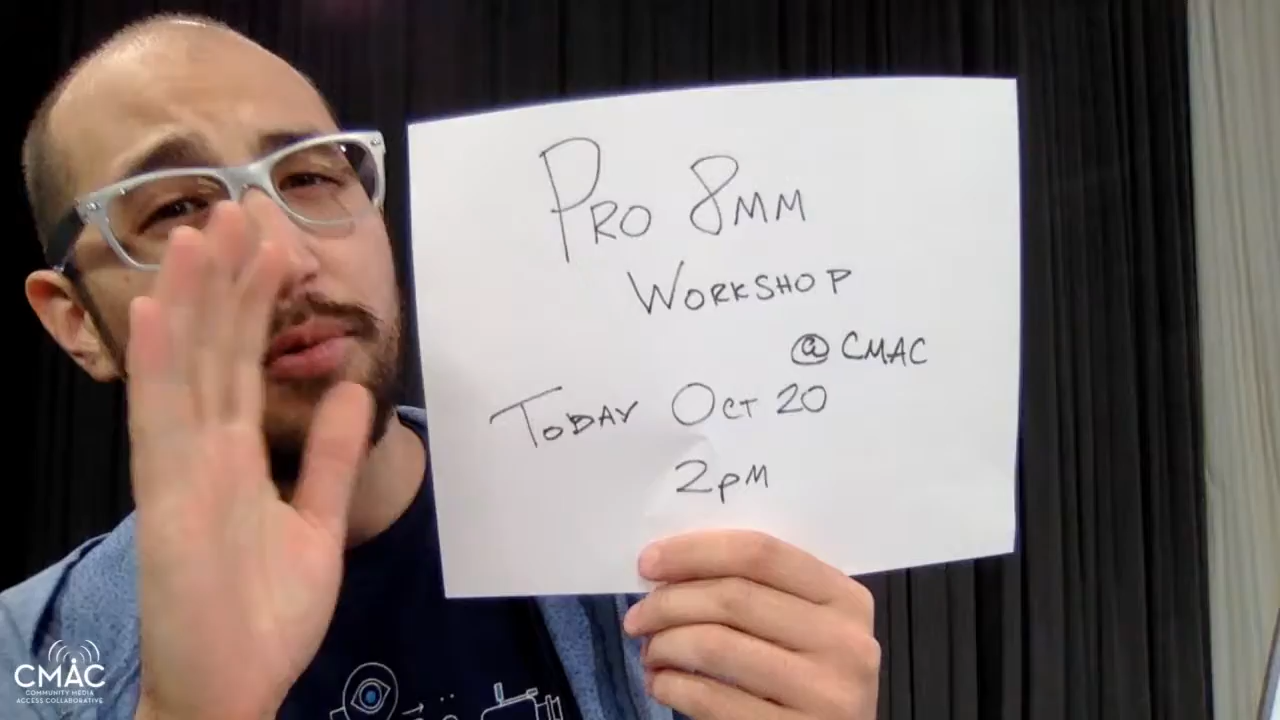 PRO 8MM
WORKSHOP
@ CMAC
TODAY OCT 20
2PM
CMAC
COMMUNITY MEDIA
ACCESS COLLABORATIVE